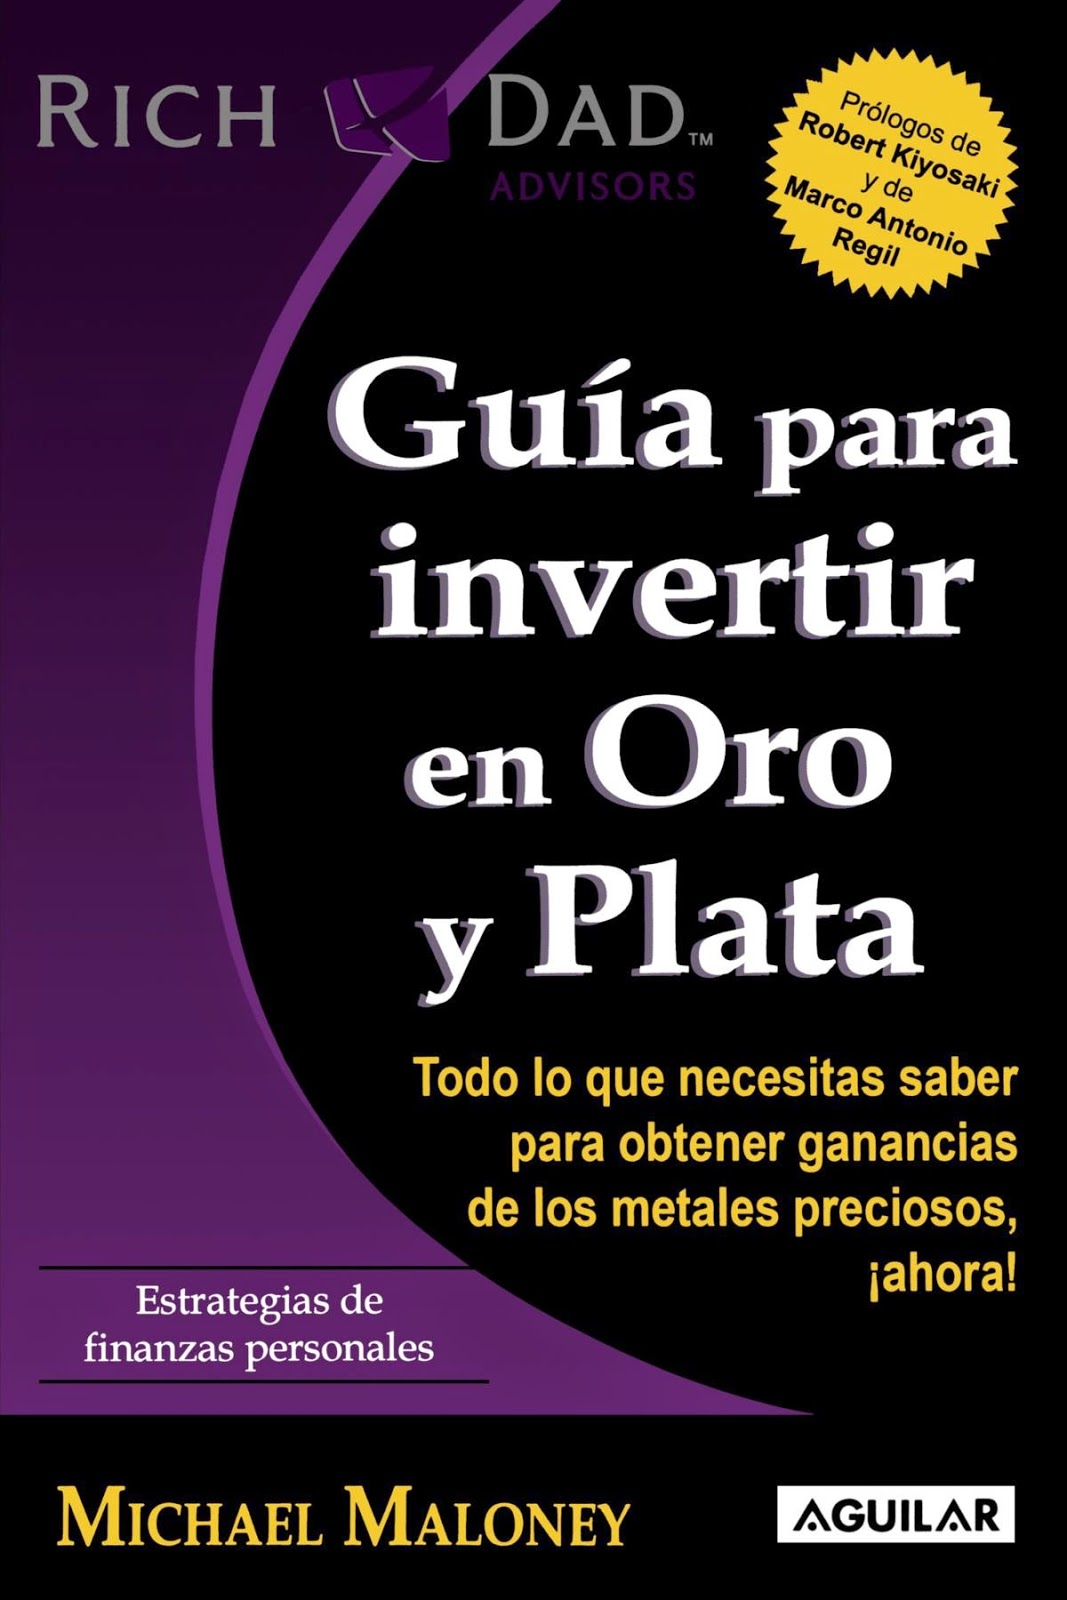 RICH DAD™
ADVISORS
Prólogos de
Robert Kiyosaki
y de
Marco Antonio
Regil
Guía para
invertir
en Oro
y Plata
Todo lo que necesitas saber
para obtener ganancias
de los metales preciosos,
¡ahora!
Estrategias de
finanzas personales
MICHAEL MALONEY
AGUILAR